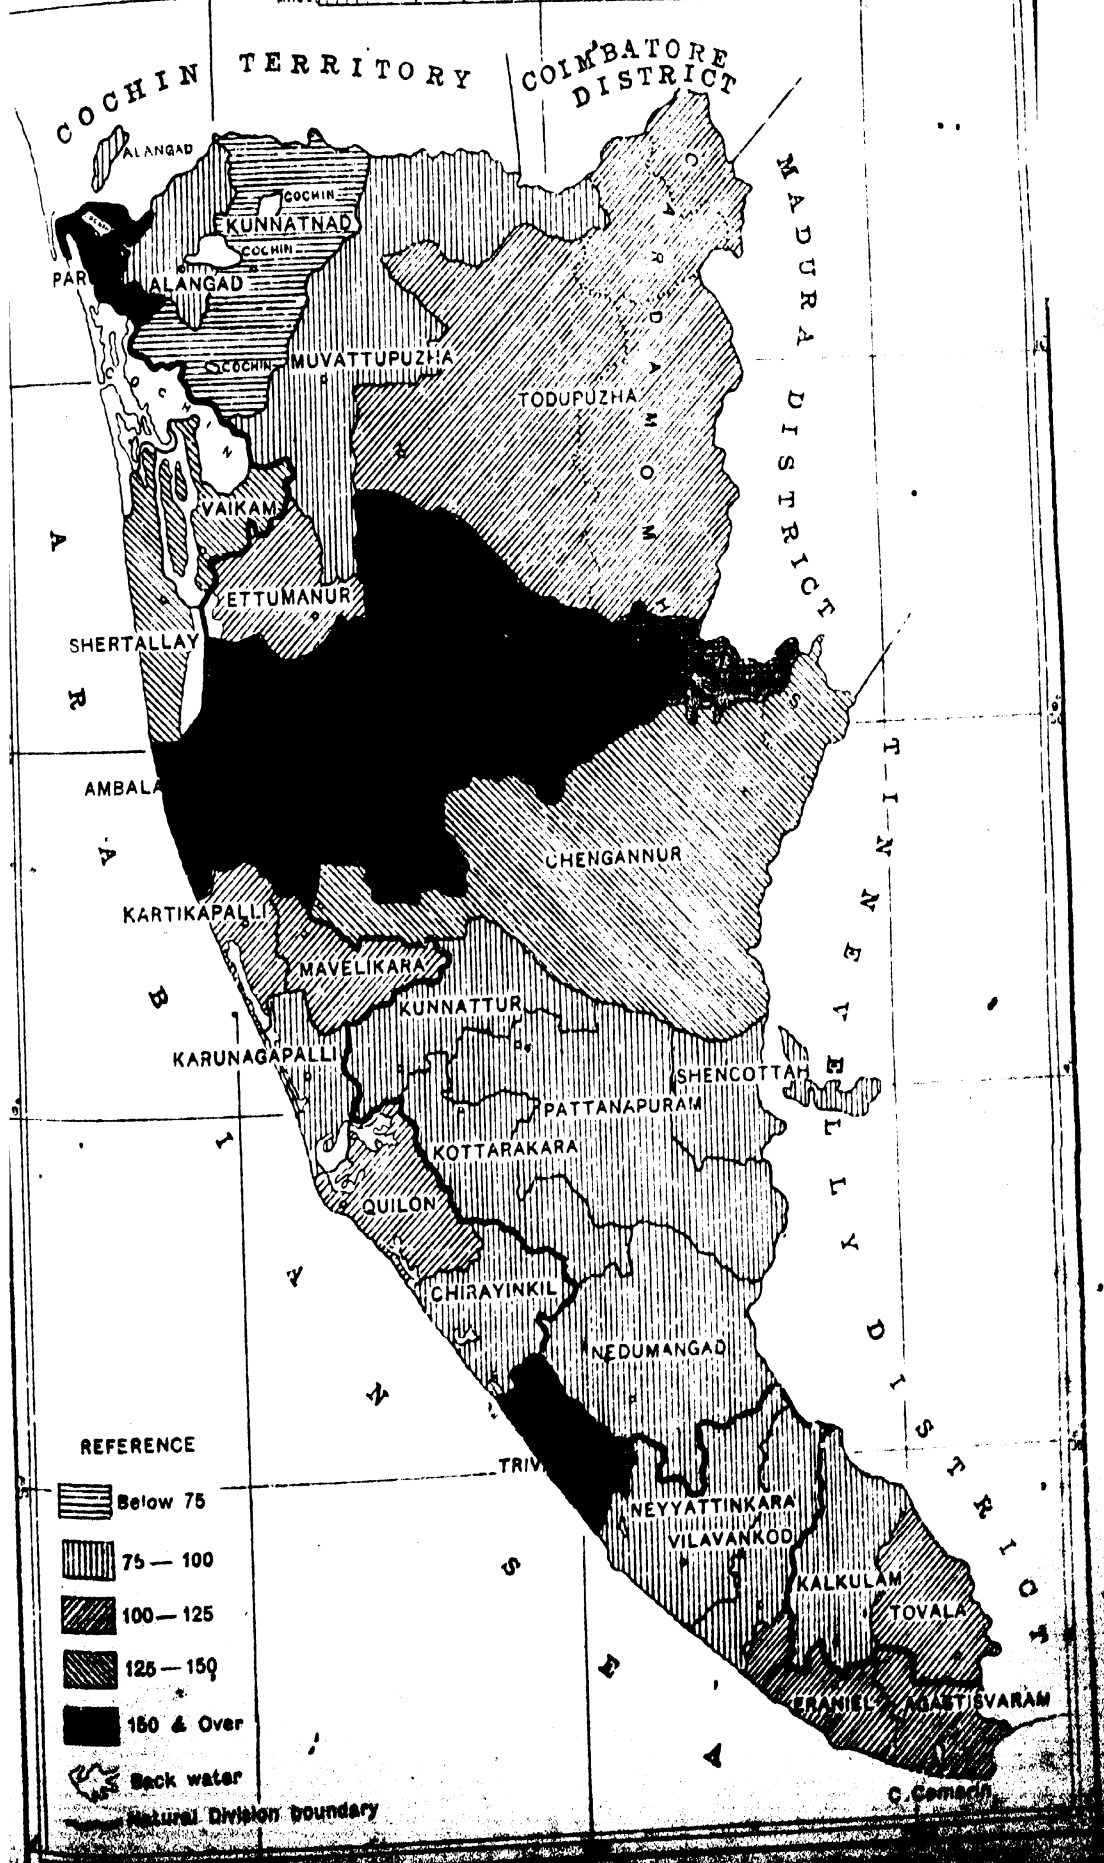 COCHIN TERRITORY
COIMBATORE
DISTRICT
MADURA DISTRICT
ALANGAD
COCHIN
COCHIN
KUNNATNAD
COCHIN
PAR
ALANGAD
COCHIN
MUVATTUPUZHA
COCHIN
TODUPUZHA
CARDAMOM H
S
VAIKAM
ETTUMANUR
SHERTALLAY
AMBALA
CHENGANNUR
KARTIKAPALLI
MAVELIKARA
KUNNATTUR
KARUNAGAPALLI
SHENCOTTAH
PATTANAPURAM
KOTTARAKARA
QUILON
CHIRAYINKIL
NEDUMANGAD
TRIV
NEYYATTINKARA
VILAVANKOD
KALKULAM
TOVALA
ERANIEL
AGASTISVARAM
C. Comorin
TINNEVELLY DISTRICT
ARABIAN SEA
REFERENCE
Below 75
75 — 100
100 — 125
125 — 150
150 & Over
Back water
Natural Division boundary